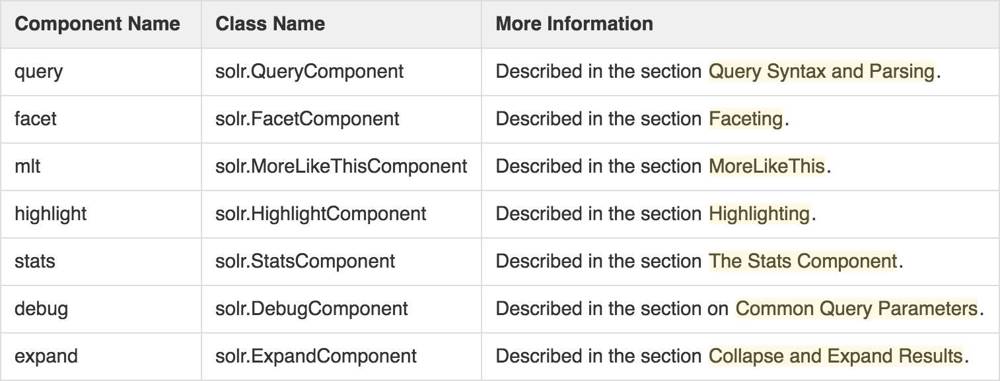 Component Name Class Name More Information
query solr.QueryComponent Described in the section Query Syntax and Parsing.
facet solr.FacetComponent Described in the section Faceting.
mlt solr.MoreLikeThisComponent Described in the section MoreLikeThis.
highlight solr.HighlightComponent Described in the section Highlighting.
stats solr.StatsComponent Described in the section The Stats Component.
debug solr.DebugComponent Described in the section on Common Query Parameters.
expand solr.ExpandComponent Described in the section Collapse and Expand Results.